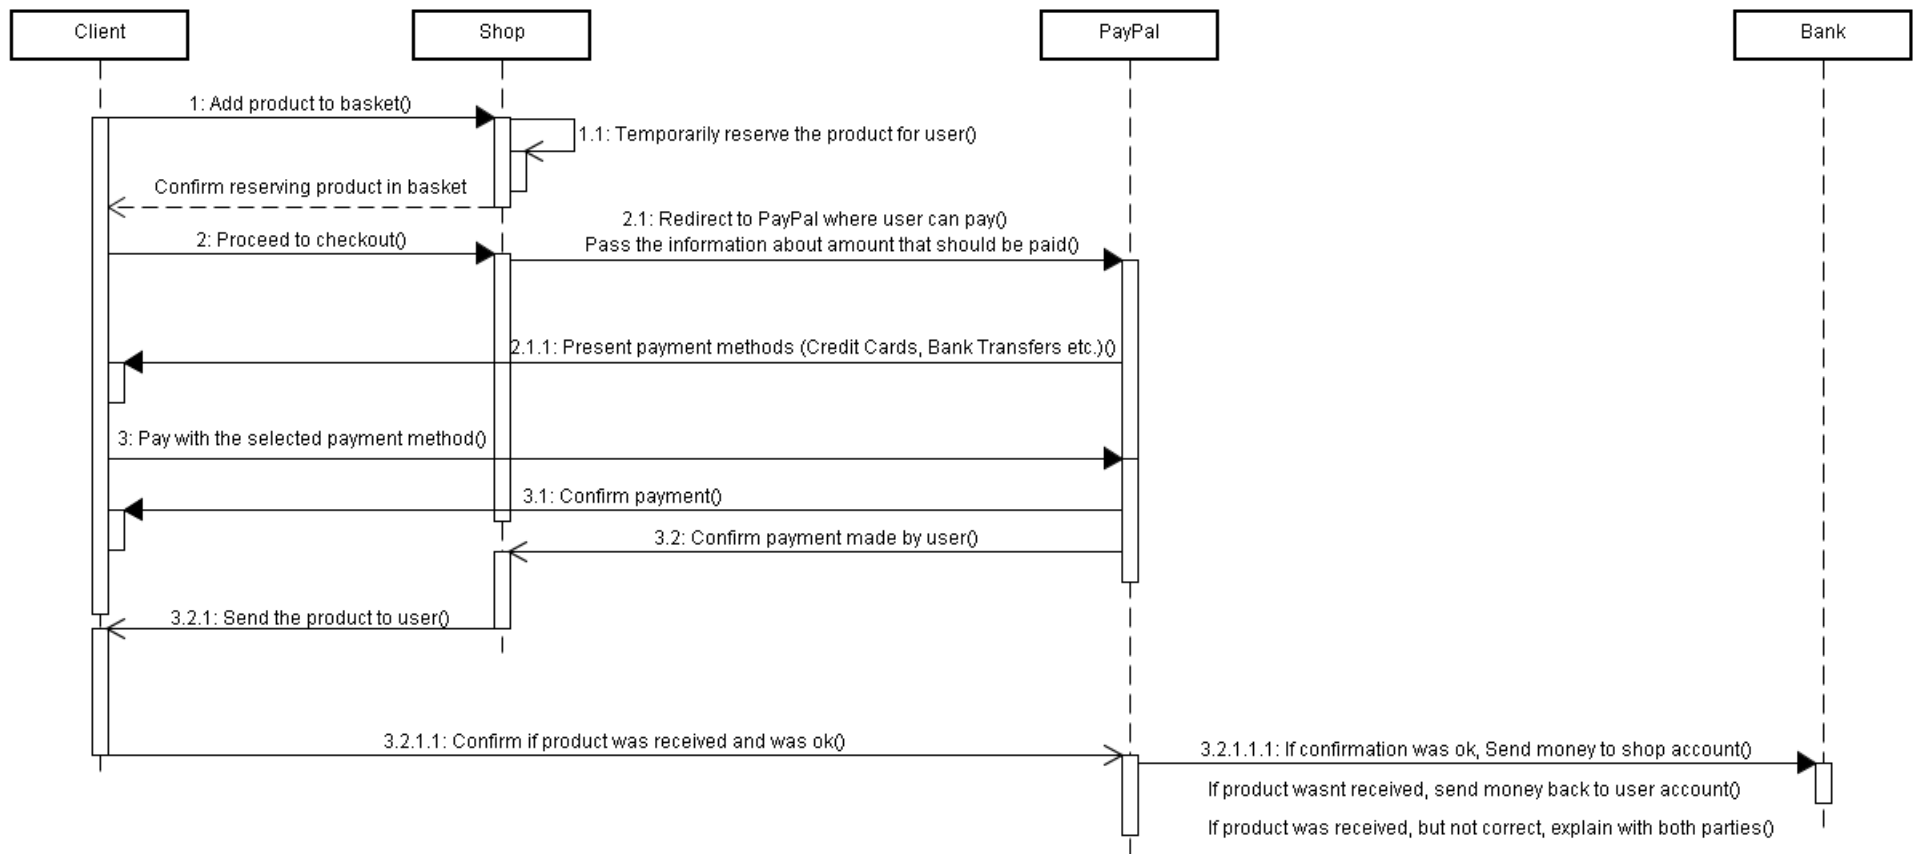 Client
Shop
PayPal
Bank
1: Add product to basket()
1.1: Temporarily reserve the product for user()
Confirm reserving product in basket
2.1: Redirect to PayPal where user can pay()
2: Proceed to checkout()
Pass the information about amount that should be paid()
2.1.1: Present payment methods (Credit Cards, Bank Transfers etc.)()
3: Pay with the selected payment method()
3.1: Confirm payment()
3.2: Confirm payment made by user()
3.2.1: Send the product to user()
3.2.1.1: Confirm if product was received and was ok()
3.2.1.1.1: If confirmation was ok, Send money to shop account()
If product wasnt received, send money back to user account()
If product was received, but not correct, explain with both parties()